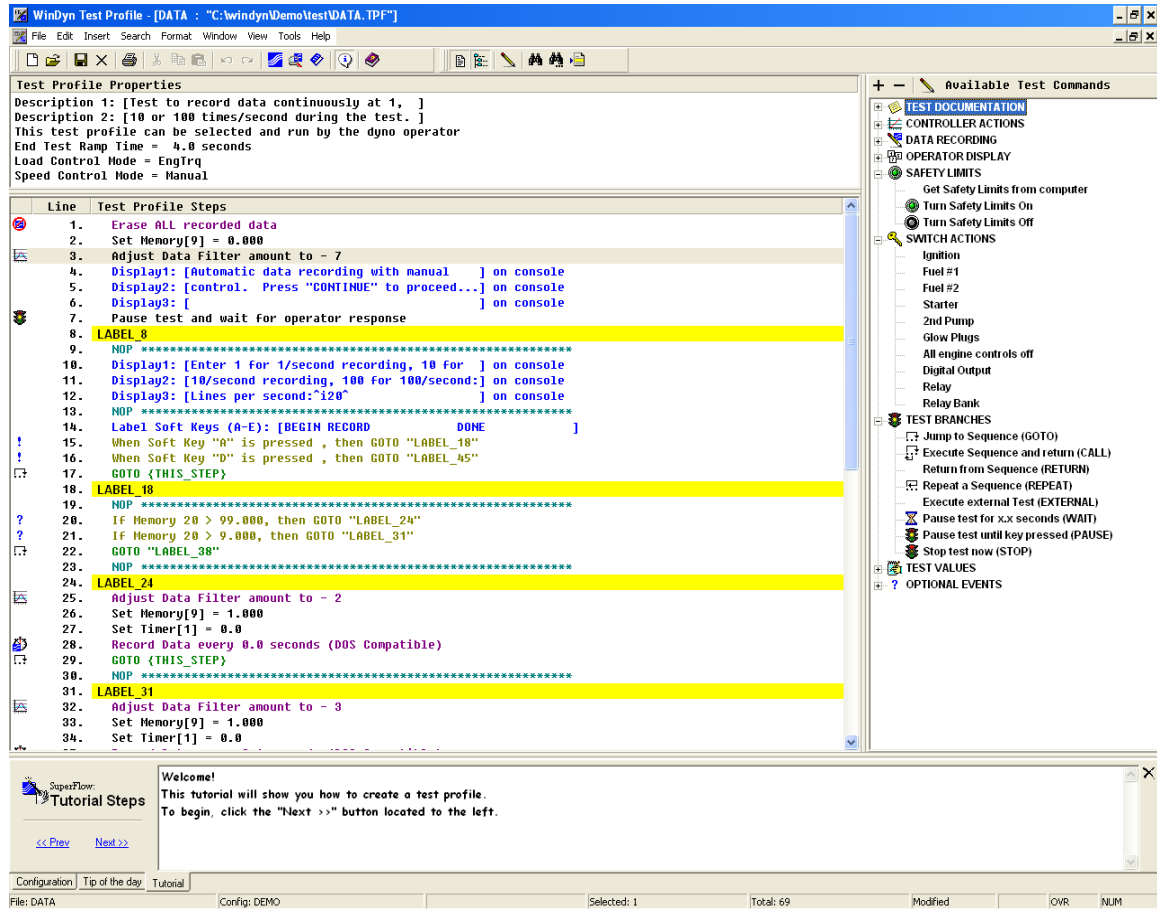 WinDyn Test Profile - [DATA : "C:\windyn\Demo\test\DATA.TPF"]
File Edit Insert Search Format Window View Tools Help
Test Profile Properties
Description 1: [Test to record data continuously at 1, ]
Description 2: [10 or 100 times/second during the test. ]
This test profile can be selected and run by the dyno operator
End Test Ramp Time = 4.0 seconds
Load Control Mode = EngTrq
Speed Control Mode = Manual
Line Test Profile Steps
1. Erase ALL recorded data
2. Set Memory[9] = 0.000
3. Adjust Data Filter amount to - 7
4. Display1: [Automatic data recording with manual ] on console
5. Display2: [control. Press "CONTINUE" to proceed...] on console
6. Display3: [ ] on console
7. Pause test and wait for operator response
8. LABEL_8
9. NOP ************************************************************
10. Display1: [Enter 1 for 1/second recording, 10 for ] on console
11. Display2: [10/second recording, 100 for 100/second:] on console
12. Display3: [Lines per second:^i20^ ] on console
13. NOP ************************************************************
14. Label Soft Keys (A-E): [BEGIN RECORD DONE ]
15. When Soft Key "A" is pressed , then GOTO "LABEL_18"
16. When Soft Key "D" is pressed , then GOTO "LABEL_45"
17. GOTO {THIS_STEP}
18. LABEL_18
19. NOP ************************************************************
20. If Memory 20 > 99.000, then GOTO "LABEL_24"
21. If Memory 20 > 9.000, then GOTO "LABEL_31"
22. GOTO "LABEL_38"
23. NOP ************************************************************
24. LABEL_24
25. Adjust Data Filter amount to - 2
26. Set Memory[9] = 1.000
27. Set Timer[1] = 0.0
28. Record Data every 0.0 seconds (DOS Compatible)
29. GOTO {THIS_STEP}
30. NOP ************************************************************
31. LABEL_31
32. Adjust Data Filter amount to - 3
33. Set Memory[9] = 1.000
34. Set Timer[1] = 0.0
Available Test Commands
TEST DOCUMENTATION
CONTROLLER ACTIONS
DATA RECORDING
OPERATOR DISPLAY
SAFETY LIMITS
Get Safety Limits from computer
Turn Safety Limits On
Turn Safety Limits Off
SWITCH ACTIONS
Ignition
Fuel #1
Fuel #2
Starter
2nd Pump
Glow Plugs
All engine controls off
Digital Output
Relay
Relay Bank
TEST BRANCHES
Jump to Sequence (GOTO)
Execute Sequence and return (CALL)
Return from Sequence (RETURN)
Repeat a Sequence (REPEAT)
Execute external Test (EXTERNAL)
Pause test for x.x seconds (WAIT)
Pause test until key pressed (PAUSE)
Stop test now (STOP)
TEST VALUES
OPTIONAL EVENTS
SuperFlow:
Tutorial Steps
<< Prev Next >>
Welcome!
This tutorial will show you how to create a test profile.
To begin, click the "Next >>" button located to the left.
Configuration Tip of the day Tutorial
File: DATA Config: DEMO Selected: 1 Total: 69 Modified OVR NUM